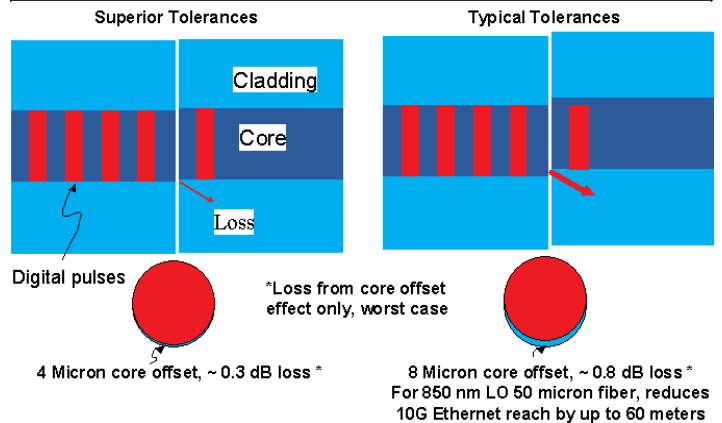 Superior Tolerances
Typical Tolerances
Cladding
Core
Loss
Digital pulses
*Loss from core offset
effect only, worst case
4 Micron core offset, ~ 0.3 dB loss *
8 Micron core offset, ~ 0.8 dB loss *
For 850 nm LO 50 micron fiber, reduces
10G Ethernet reach by up to 60 meters